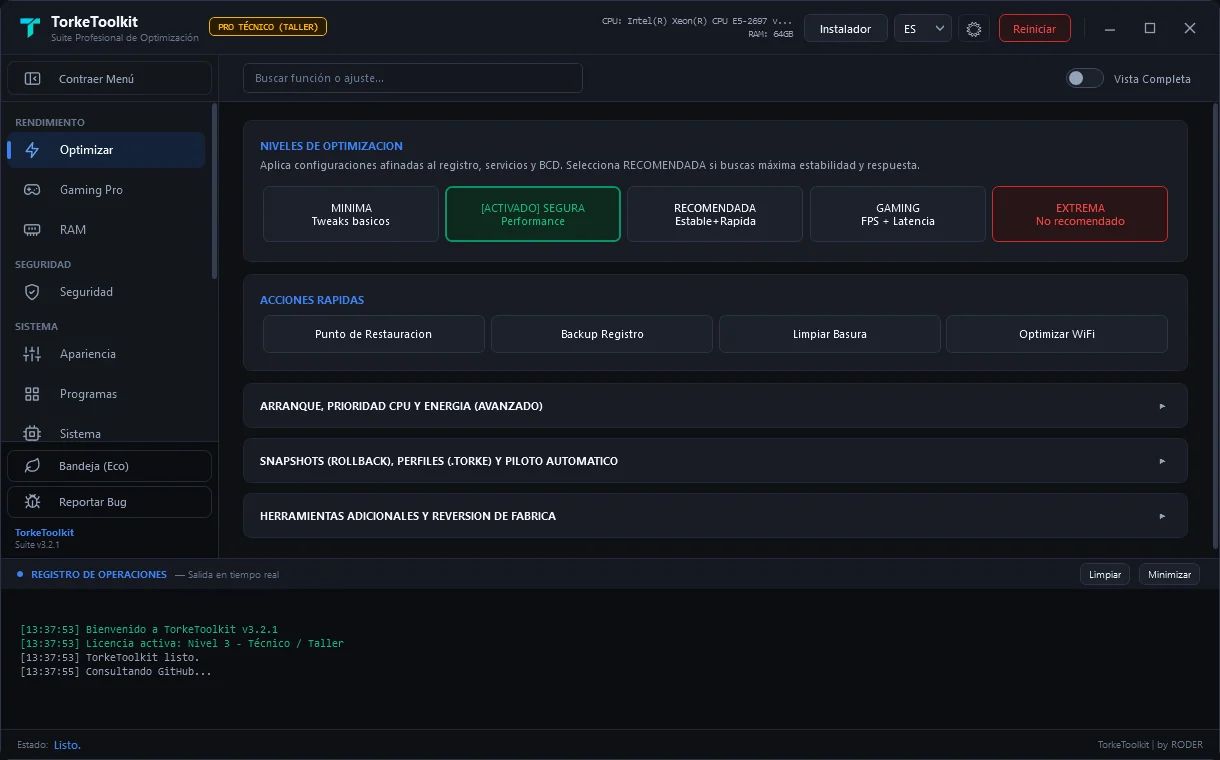 TorkeToolkit
Suite Profesional de Optimización
PRO TÉCNICO (TALLER)
CPU: Intel(R) Xeon(R) CPU E5-2697 v...
RAM: 64GB
Instalador
ES
Reiniciar
Contraer Menú
Buscar función o ajuste...
Vista Completa
RENDIMIENTO
Optimizar
Gaming Pro
RAM
SEGURIDAD
Seguridad
SISTEMA
Apariencia
Programas
Sistema
Bandeja (Eco)
Reportar Bug
TorkeToolkit
Suite v3.2.1
NIVELES DE OPTIMIZACION
Aplica configuraciones afinadas al registro, servicios y BCD. Selecciona RECOMENDADA si buscas máxima estabilidad y respuesta.
MINIMA
Tweaks basicos
[ACTIVADO] SEGURA
Performance
RECOMENDADA
Estable+Rapida
GAMING
FPS + Latencia
EXTREMA
No recomendado
ACCIONES RAPIDAS
Punto de Restauracion
Backup Registro
Limpiar Basura
Optimizar WiFi
ARRANQUE, PRIORIDAD CPU Y ENERGIA (AVANZADO)
SNAPSHOTS (ROLLBACK), PERFILES (.TORKE) Y PILOTO AUTOMATICO
HERRAMIENTAS ADICIONALES Y REVERSION DE FABRICA
REGISTRO DE OPERACIONES — Salida en tiempo real
Limpiar
Minimizar
[13:37:53] Bienvenido a TorkeToolkit v3.2.1
[13:37:53] Licencia activa: Nivel 3 - Técnico / Taller
[13:37:53] TorkeToolkit listo.
[13:37:55] Consultando GitHub...
Estado: Listo.
TorkeToolkit | by RODER